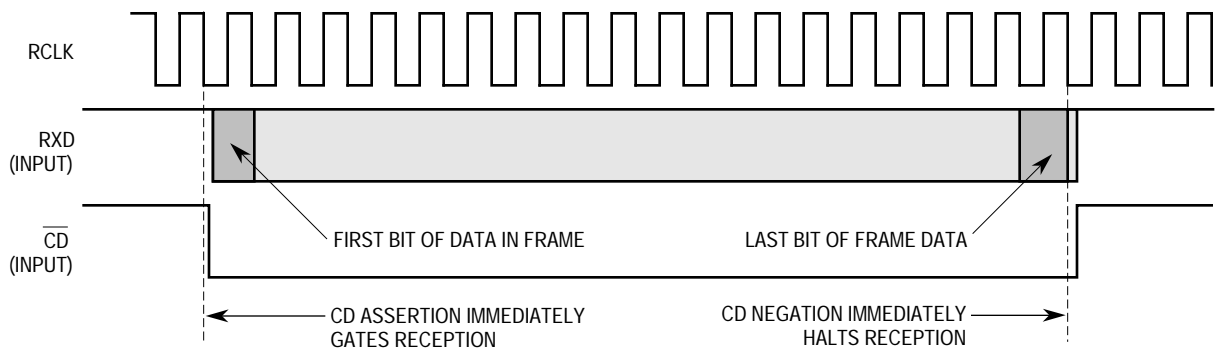 RCLK
RXD
(INPUT)
CD
(INPUT)
FIRST BIT OF DATA IN FRAME
LAST BIT OF FRAME DATA
CD ASSERTION IMMEDIATELY
GATES RECEPTION
CD NEGATION IMMEDIATELY
HALTS RECEPTION